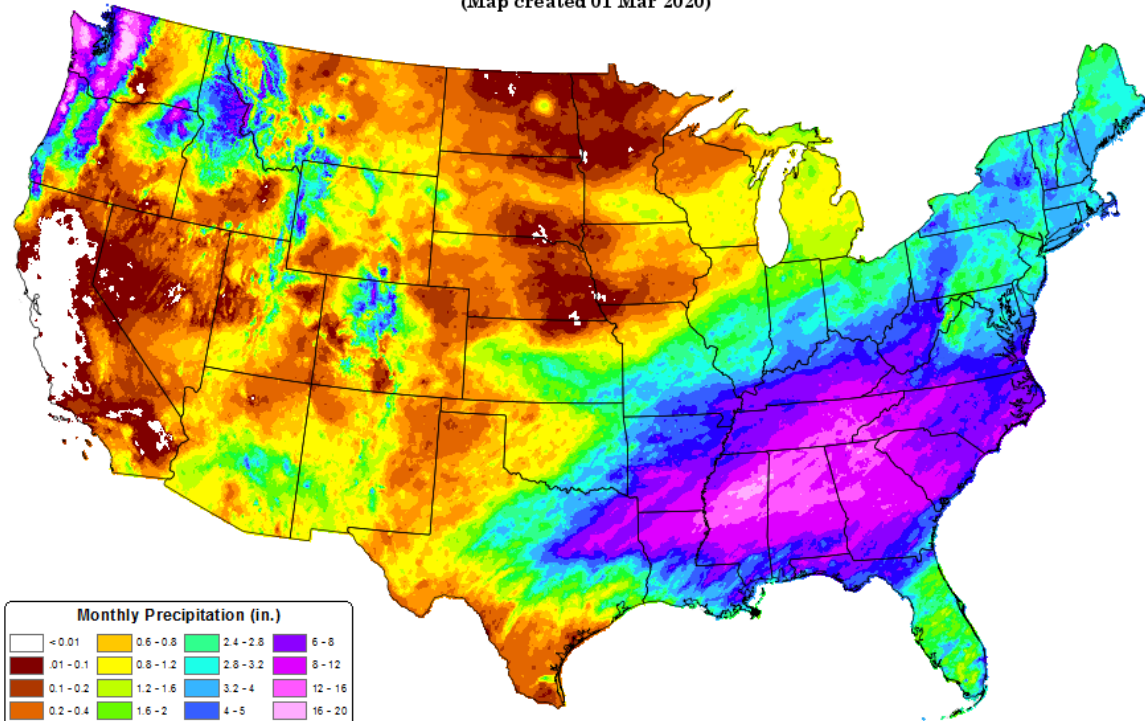 (Map created 01 Mar 2020)
Monthly Precipitation (in.)
< 0.01 0.6 - 0.8 2.4 - 2.8 6 - 8
.01 - 0.1 0.8 - 1.2 2.8 - 3.2 8 - 12
0.1 - 0.2 1.2 - 1.6 3.2 - 4 12 - 16
0.2 - 0.4 1.6 - 2 4 - 5 16 - 20